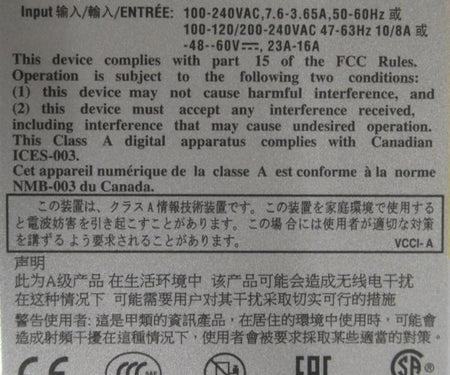 Input 输入/輸入/ENTRÉE: 100-240VAC,7.6-3.65A,50-60Hz 或
100-120/200-240VAC 47-63Hz 10/8A 或
-48--60V⎓, 23A-16A
This device complies with part 15 of the FCC Rules.
Operation is subject to the following two conditions:
(1) this device may not cause harmful interference, and
(2) this device must accept any interference received,
including interference that may cause undesired operation.
This Class A digital apparatus complies with Canadian
ICES-003.
Cet appareil numérique de la classe A est conforme à la norme
NMB-003 du Canada.
この装置は、クラスA情報技術装置です。この装置を家庭環境で使用する
と電波妨害を引き起こすことがあります。この場合には使用者が適切な対策
を講ずるよう要求されることがあります。 VCCI-A
声明
此为A级产品 在生活环境中 该产品可能会造成无线电干扰
在这种情况下 可能需要用户对其干扰采取切实可行的措施
警告使用者: 這是甲類的資訊產品，在居住的環境中使用時，可能會
造成射頻干擾在這種情況下，使用者會被要求採取某些適當的對策。
CE CCC EAC SA